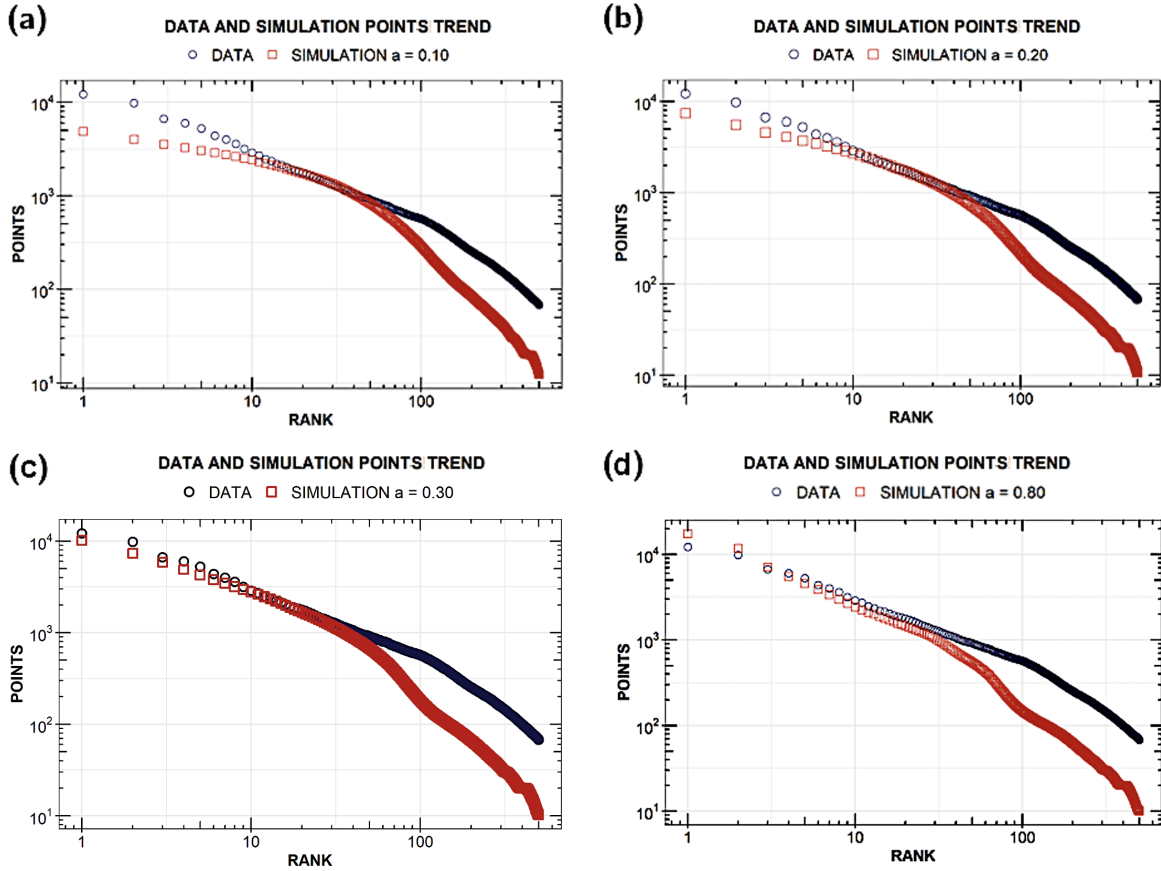 (a)
DATA AND SIMULATION POINTS TREND
DATA SIMULATION a = 0.10
10^4
10^3
10^2
10^1
POINTS
1 10 100
RANK
(b)
DATA AND SIMULATION POINTS TREND
DATA SIMULATION a = 0.20
10^4
10^3
10^2
10^1
POINTS
1 10 100
RANK
(c)
DATA AND SIMULATION POINTS TREND
DATA SIMULATION a = 0.30
10^4
10^3
10^2
10^1
POINTS
1 10 100
RANK
(d)
DATA AND SIMULATION POINTS TREND
DATA SIMULATION a = 0.80
10^4
10^3
10^2
10^1
POINTS
1 10 100
RANK